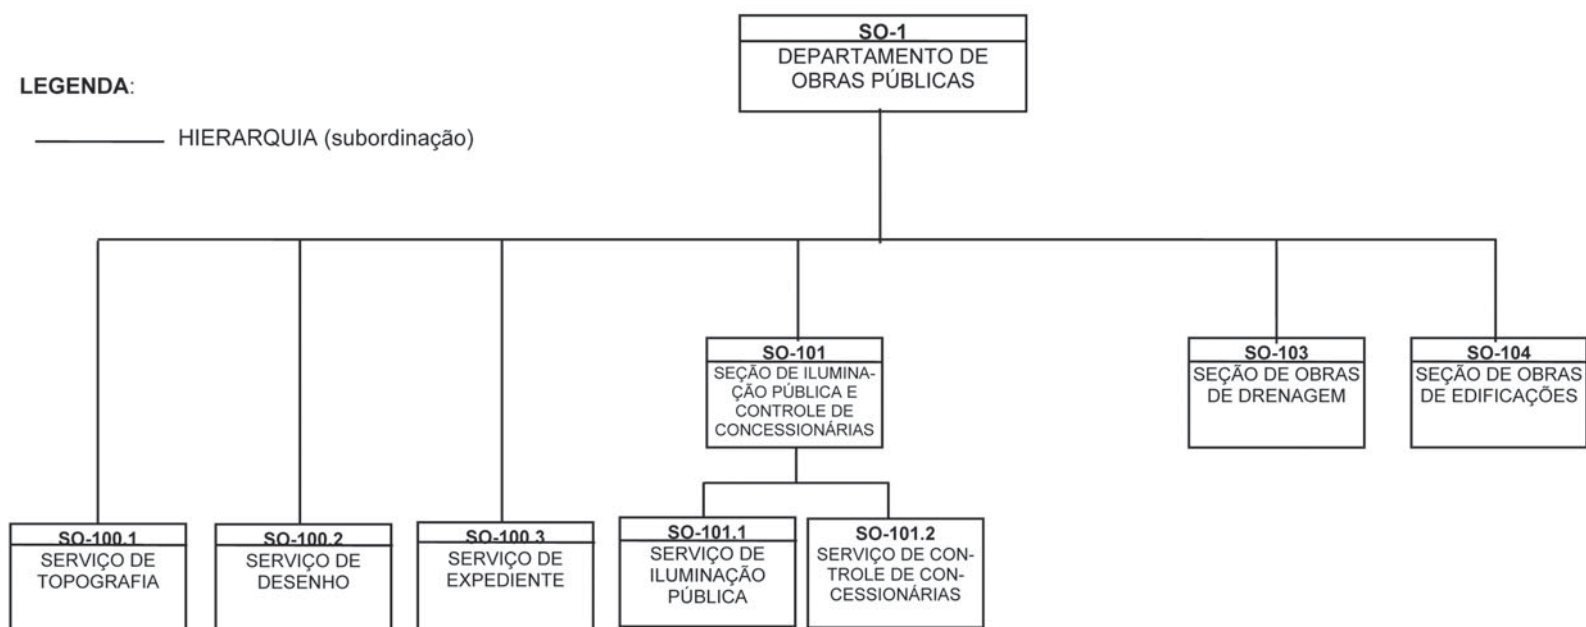 SO-1
DEPARTAMENTO DE
OBRAS PÚBLICAS
LEGENDA:
HIERARQUIA (subordinação)
SO-101
SEÇÃO DE ILUMINA-
ÇÃO PÚBLICA E
CONTROLE DE
CONCESSIONÁRIAS
SO-103
SEÇÃO DE OBRAS
DE DRENAGEM
SO-104
SEÇÃO DE OBRAS
DE EDIFICAÇÕES
SO-100.1
SERVIÇO DE
TOPOGRAFIA
SO-100.2
SERVIÇO DE
DESENHO
SO-100.3
SERVIÇO DE
EXPEDIENTE
SO-101.1
SERVIÇO DE
ILUMINAÇÃO
PÚBLICA
SO-101.2
SERVIÇO DE CON-
TROLE DE CON-
CESSIONÁRIAS